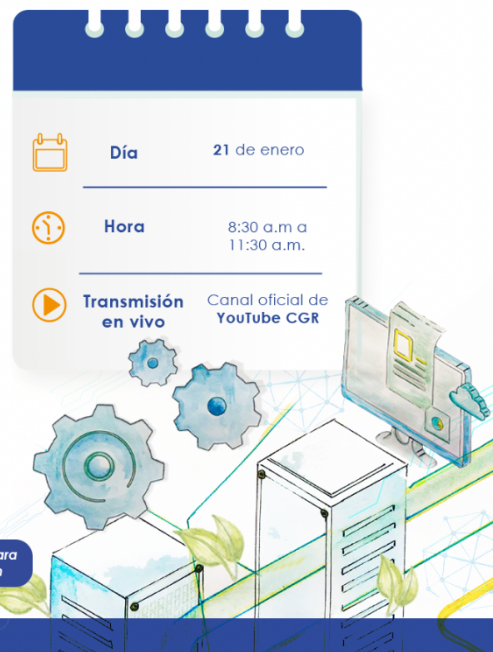 Día
21 de enero
Hora
8:30 a.m a
11:30 a.m.
Transmisión
en vivo
Canal oficial de
YouTube CGR